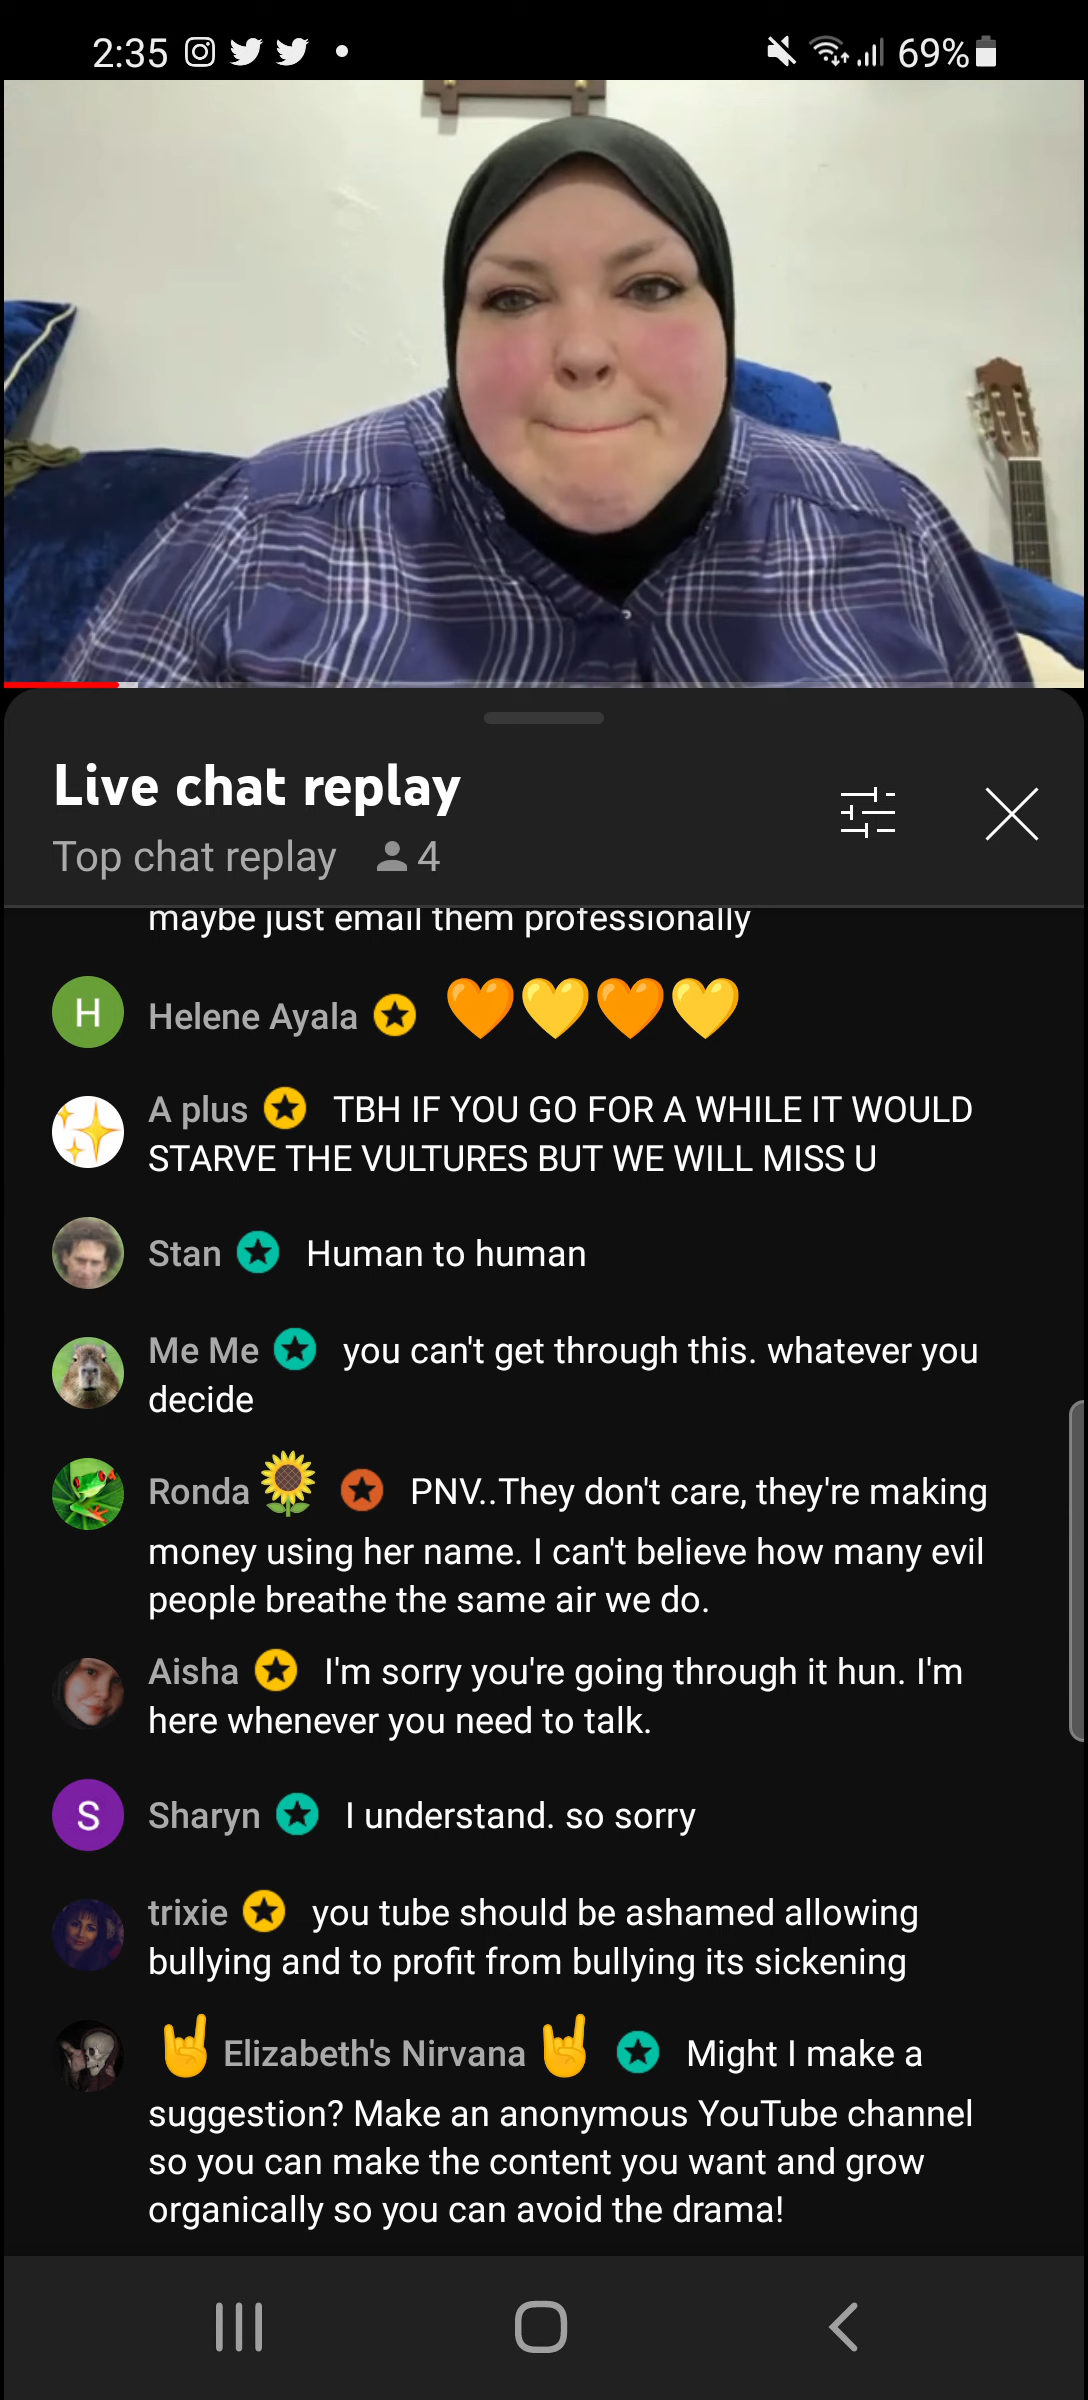 2:35 69%
Live chat replay
Top chat replay 4
maybe just email them professionally
H Helene Ayala 🧡💛🧡💛
A plus TBH IF YOU GO FOR A WHILE IT WOULD
STARVE THE VULTURES BUT WE WILL MISS U
Stan Human to human
Me Me you can't get through this. whatever you
decide
Ronda🌻 PNV..They don't care, they're making
money using her name. I can't believe how many evil
people breathe the same air we do.
Aisha I'm sorry you're going through it hun. I'm
here whenever you need to talk.
S Sharyn I understand. so sorry
trixie you tube should be ashamed allowing
bullying and to profit from bullying its sickening
🤘Elizabeth's Nirvana🤘 Might I make a
suggestion? Make an anonymous YouTube channel
so you can make the content you want and grow
organically so you can avoid the drama!